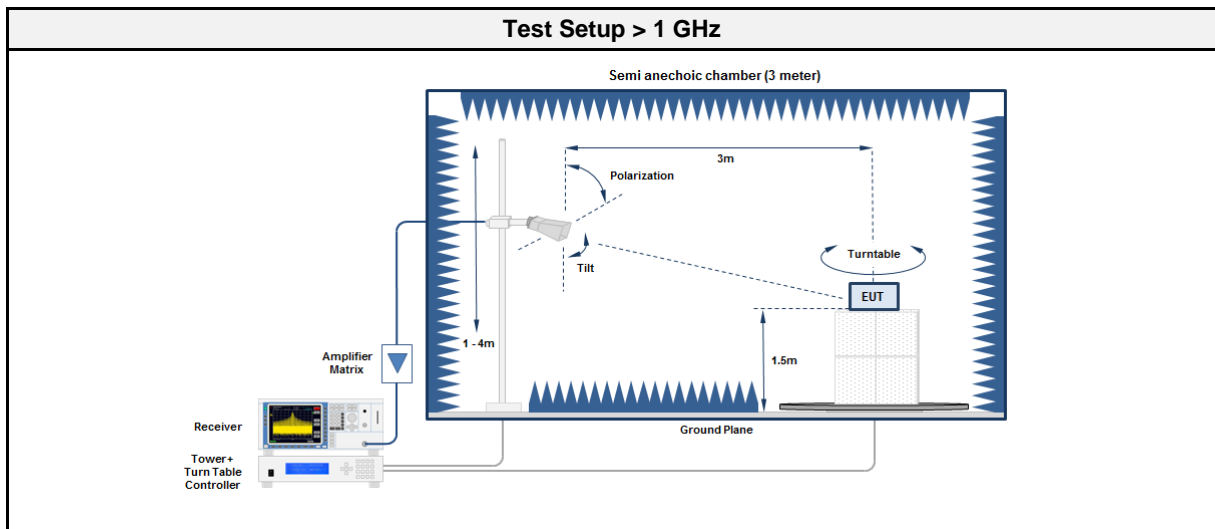 Test Setup > 1 GHz
Semi anechoic chamber (3 meter)
3m
Polarization
Tilt
Turntable
EUT
1 - 4m
1.5m
Amplifier
Matrix
Receiver
Ground Plane
Tower+
Turn Table
Controller